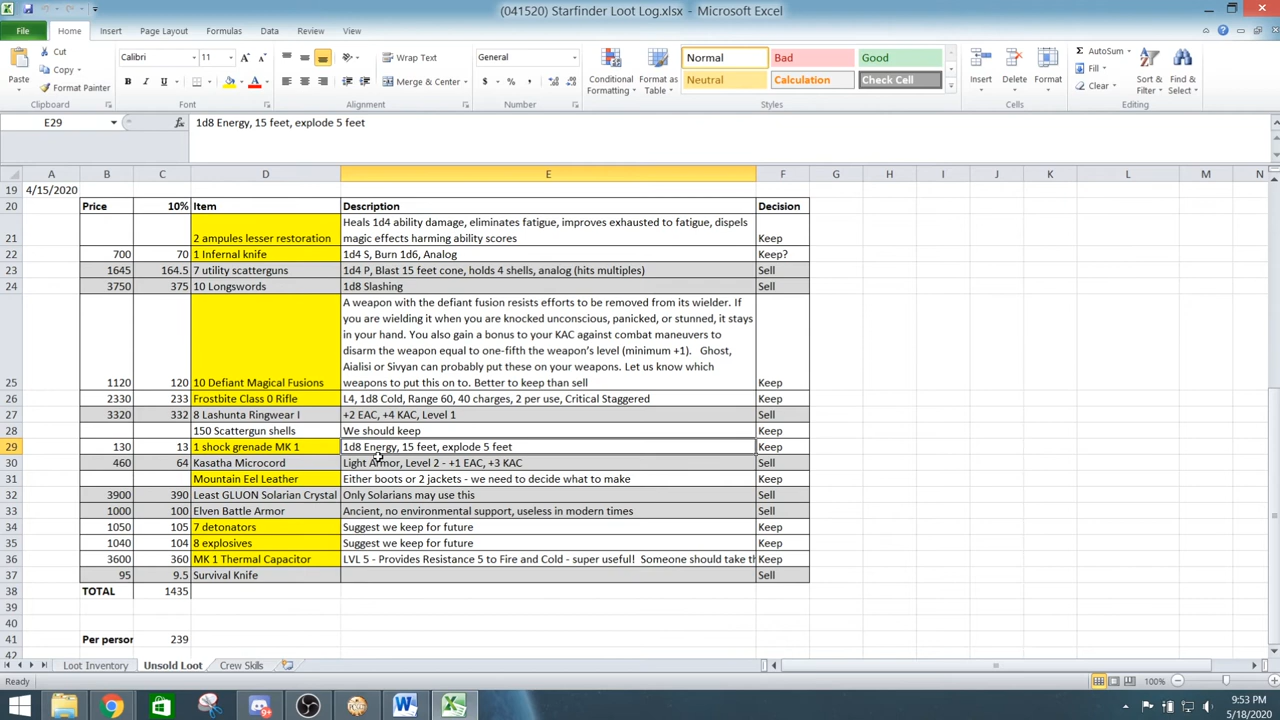 (041520) Starfinder Loot Log.xlsx - Microsoft Excel
File Home Insert Page Layout Formulas Data Review View
Cut
Copy
Format Painter
Paste
Clipboard
Calibri 11
B I U
Font
Wrap Text
Merge & Center
Alignment
General
$ % ,
Number
Conditional Formatting
Format as Table
Normal Bad Good
Neutral Calculation Check Cell
Styles
Insert Delete Format
Cells
AutoSum
Fill
Clear
Sort & Filter
Find & Select
Editing
E29 fx 1d8 Energy, 15 feet, explode 5 feet
A B C D E F G H I J K L M N
19 4/15/2020
20 Price 10% Item Description Decision
Heals 1d4 ability damage, eliminates fatigue, improves exhausted to fatigue, dispels
21 2 ampules lesser restoration magic effects harming ability scores Keep
22 700 70 1 Infernal knife 1d4 S, Burn 1d6, Analog Keep?
23 1645 164.5 7 utility scatterguns 1d4 P, Blast 15 feet cone, holds 4 shells, analog (hits multiples) Sell
24 3750 375 10 Longswords 1d8 Slashing Sell
A weapon with the defiant fusion resists efforts to be removed from its wielder. If
you are wielding it when you are knocked unconscious, panicked, or stunned, it stays
in your hand. You also gain a bonus to your KAC against combat maneuvers to
disarm the weapon equal to one-fifth the weapon's level (minimum +1). Ghost,
Aialisi or Sivyan can probably put these on your weapons. Let us know which
25 1120 120 10 Defiant Magical Fusions weapons to put this on to. Better to keep than sell Keep
26 2330 233 Frostbite Class 0 Rifle L4, 1d8 Cold, Range 60, 40 charges, 2 per use, Critical Staggered Keep
27 3320 332 8 Lashunta Ringwear I +2 EAC, +4 KAC, Level 1 Sell
28 150 Scattergun shells We should keep Keep
29 130 13 1 shock grenade MK 1 1d8 Energy, 15 feet, explode 5 feet Keep
30 460 64 Kasatha Microcord Light Armor, Level 2 - +1 EAC, +3 KAC Sell
31 Mountain Eel Leather Either boots or 2 jackets - we need to decide what to make Keep
32 3900 390 Least GLUON Solarian Crystal Only Solarians may use this Sell
33 1000 100 Elven Battle Armor Ancient, no environmental support, useless in modern times Sell
34 1050 105 7 detonators Suggest we keep for future Keep
35 1040 104 8 explosives Suggest we keep for future Keep
36 3600 360 MK 1 Thermal Capacitor LVL 5 - Provides Resistance 5 to Fire and Cold - super useful! Someone should take th Keep
37 95 9.5 Survival Knife Sell
38 TOTAL 1435
39
40
41 Per person 239
42
Loot Inventory Unsold Loot Crew Skils
Ready 100%
9:53 PM
5/18/2020